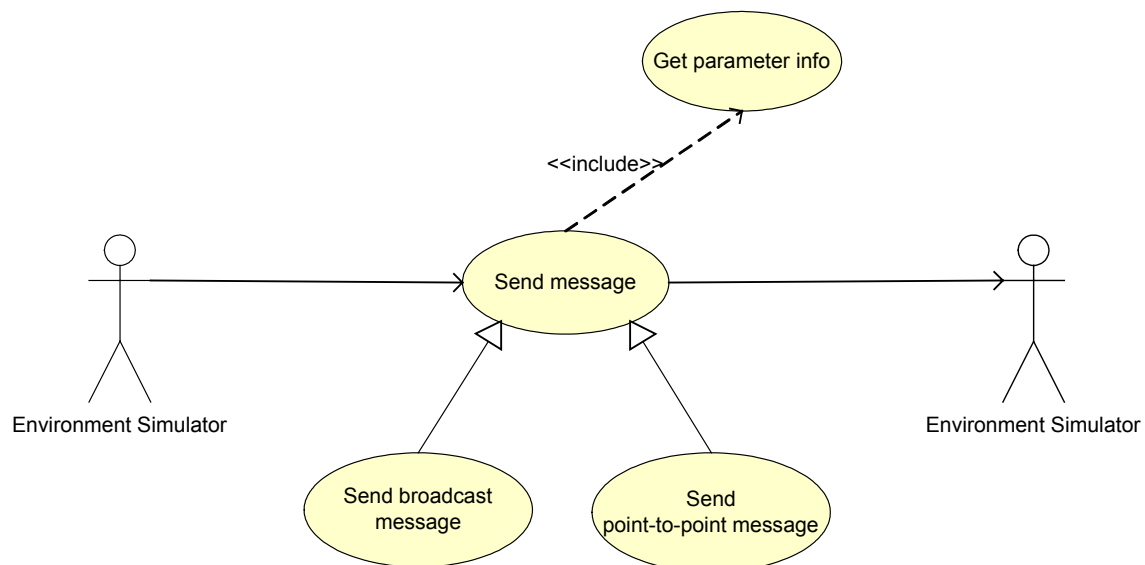 Get parameter info
<<include>>
Send message
Environment Simulator
Environment Simulator
Send broadcast
message
Send
point-to-point message